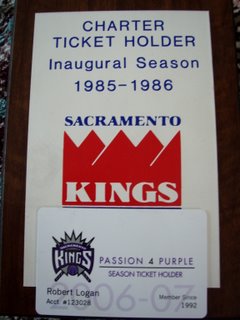 CHARTER
TICKET HOLDER
Inaugural Season
1985-1986
SACRAMENTO
KINGS
SACRAMENTO
KINGS
PASSION 4 PURPLE
SEASON TICKET HOLDER
2006-07
Robert Logan
Acct #123028
Member Since
1992